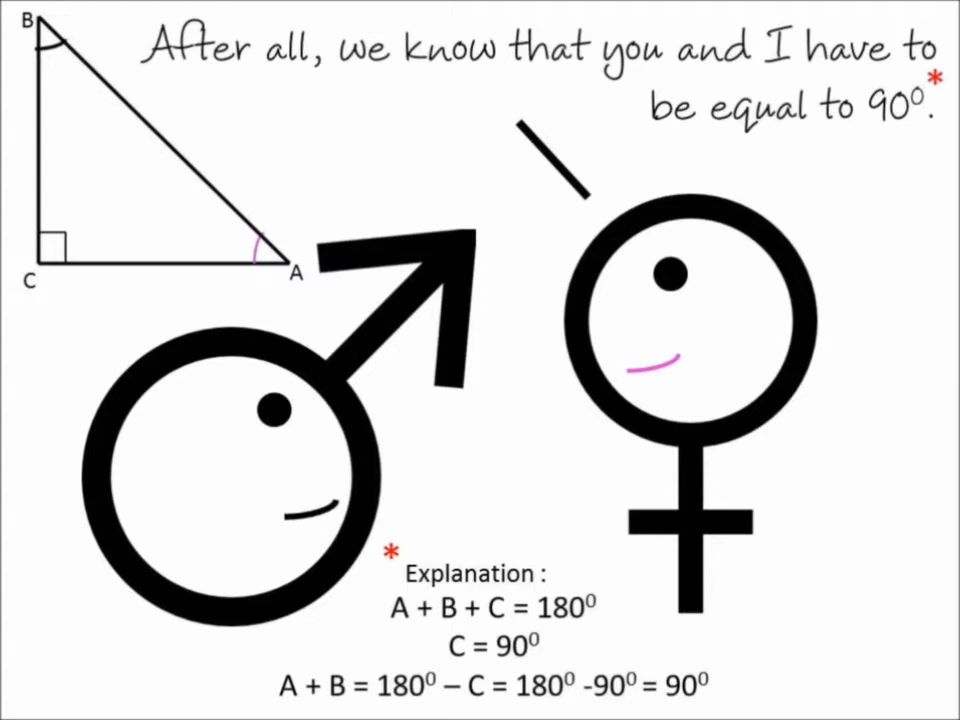 B
After all, we know that you and I have to
be equal to 90⁰.*
C
A
*
Explanation :
A + B + C = 180⁰
C = 90⁰
A + B = 180⁰ – C = 180⁰ -90⁰ = 90⁰